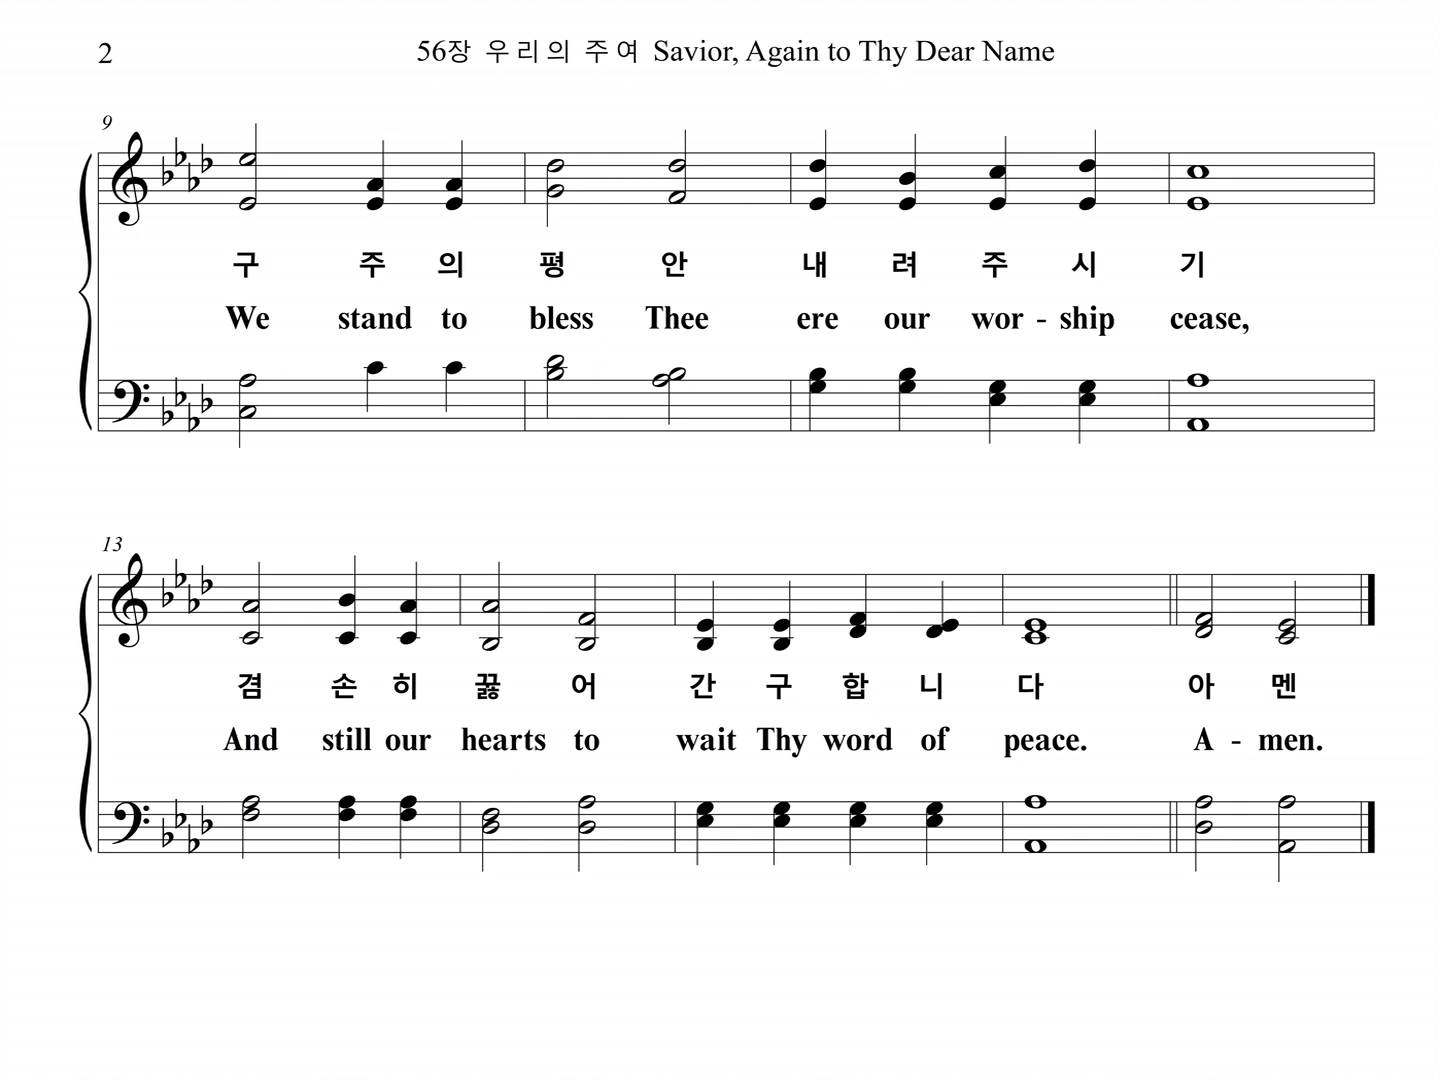 2
56장 우리의 주여 Savior, Again to Thy Dear Name
9
구 주 의 평 안 내 려 주 시 기
We stand to bless Thee ere our wor - ship cease,
13
겸 손 히 꿇 어 간 구 합 니 다 아 멘
And still our hearts to wait Thy word of peace. A - men.